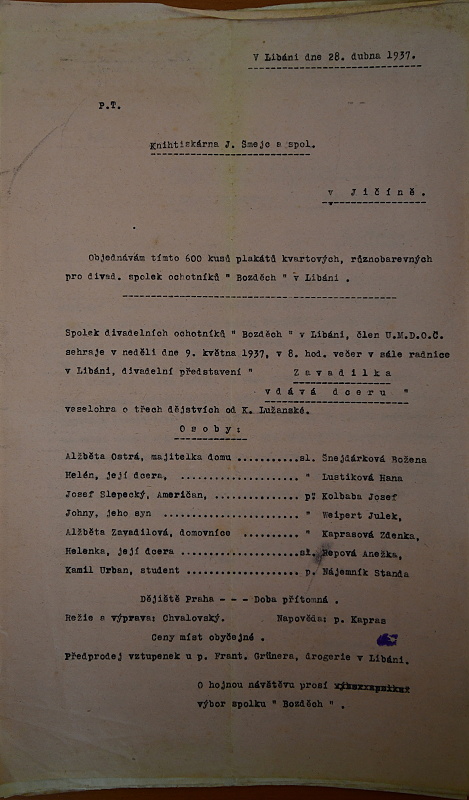 V Libáni dne 28. dubna 1937.
P.T.
Knihtiskárna J. Smejc a spol.
v Jičíně.
Objednávám tímto 600 kusů plakátů kvartových, různobarevných
pro divad. spolek ochotníků " Bozděch " v Libáni .
Spolek divadelních ochotníků " Bozděch " v Libáni, člen U.M.D.O.Č.
sehraje v neděli dne 9. května 1937, v 8. hod. večer v sále radnice
v Libáni, divadelní představení " Zavadilka
vdává dceru "
veselohra o třech dějstvích od K. Lužanské.
Osoby:
Alžběta Ostrá, majitelka domu ...........sl. Šnejdárková Božena
Helén, její dcera, ...................... " Lustiková Hana
Josef Slepecký, Američan, ............... p. Kolbaba Josef
Johny, jeho syn ......................... " Weipert Julek,
Alžběta Zavadilová, domovnice .......... " Kaprasová Zdenka,
Helenka, její dcera .....................sl. Řepová Anežka,
Kamil Urban, student .................... p. Nájemník Standa
Dějiště Praha - - - Doba přítomná .
Režie a výprava: Chvalovský. Napověda: p. Kapras
Ceny míst obyčejné .
Předprodej vstupenek u p. Frant. Grünera, drogerie v Libáni.
O hojnou návětěvu prosí
výbor spolku " Bozděch " .